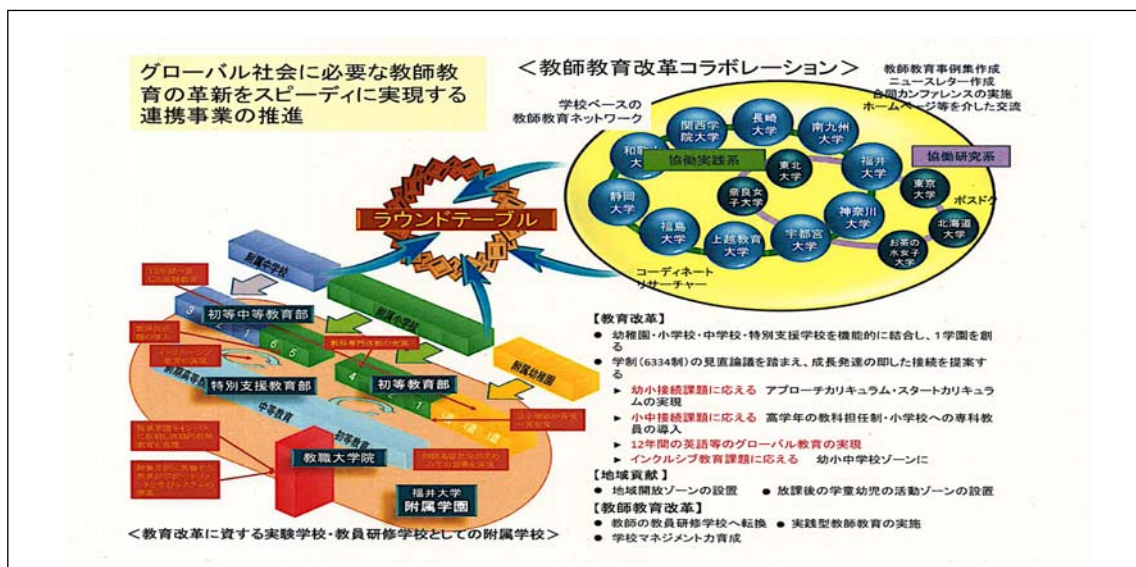 グローバル社会に必要な教師教
育の革新をスピーディに実現する
連携事業の推進
＜教師教育改革コラボレーション＞
教師教育事例集作成
ニュースレター作成
合同カンファレンスの実施
ホームページ等を介した交流
学校ベースの
教師教育ネットワーク
関西学
院大学
長崎
大学
南九州
大学
協働実践系
東北
大学
福井
大学
協働研究系
奈良女
子大学
東京
大学
ポスドク
静岡
大学
神奈川
大学
北海道
大学
福島
大学
上越教育
大学
宇都宮
大学
お茶の
水女子
大学
コーディネート
リサーチャー
ラウンドテーブル
附属中学校
附属小学校
附属幼稚園
初等中等教育部
3
2
1
6
5
特別支援教育部
4
初等教育部
1
中等教育
初等教育
教職大学院
福井大学
附属学園
＜教育改革に資する実験学校・教員研修学校としての附属学校＞
【教育改革】
● 幼稚園・小学校・中学校・特別支援学校を機能的に結合し、1学園を創
る
● 学制（6334制）の見直論議を踏まえ、成長発達の即した接続を提案す
る
➤ 幼小接続課題に応える アプローチカリキュラム・スタートカリキュラ
ムの実現
➤ 小中接続課題に応える 高学年の教科担任制・小学校への専科教
員の導入
➤ 12年間の英語等のグローバル教育の実現
➤ インクルシブ教育課題に応える 幼小中学校ゾーンに
【地域貢献】
● 地域開放ゾーンの設置 ● 放課後の学童幼児の活動ゾーンの設置
【教師教育改革】
● 教師の教員研修学校へ転換 ● 実践型教師教育の実施
● 学校マネジメント力育成